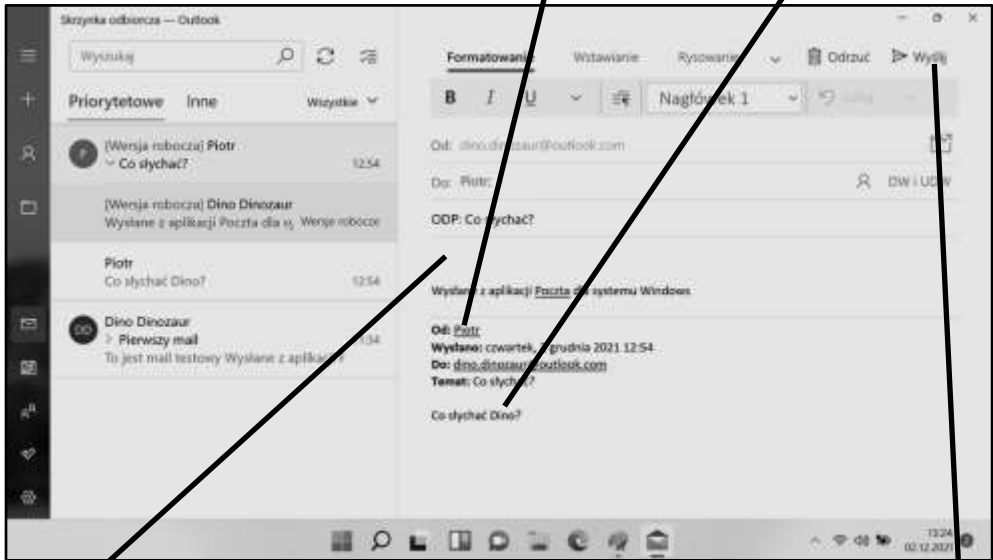 Skrzynka odbiorcza — Outlook
Wyszukaj
Priorytetowe Inne Wszystkie
P
[Wersja robocza] Piotr
Co słychać? 12:54
[Wersja robocza] Dino Dinozaur
Wysłane z aplikacji Poczta dla Wersje robocze
Piotr
Co słychać Dino? 12:54
DD
Dino Dinozaur
> Pierwszy mail
To jest mail testowy Wysłane z aplikacji
Formatowanie Wstawianie Rysowanie Odrzuć Wyślij
B I U Nagłówek 1
Od: dino.dinozaur@outlook.com
Do: Piotr; DW i UDW
ODP: Co słychać?
Wysłane z aplikacji Poczta dla systemu Windows
Od: Piotr
Wysłano: czwartek, grudnia 2021 12:54
Do: dino.dinozaur@outlook.com
Temat: Co słychać?
Co słychać Dino?
13:24
02.12.2021